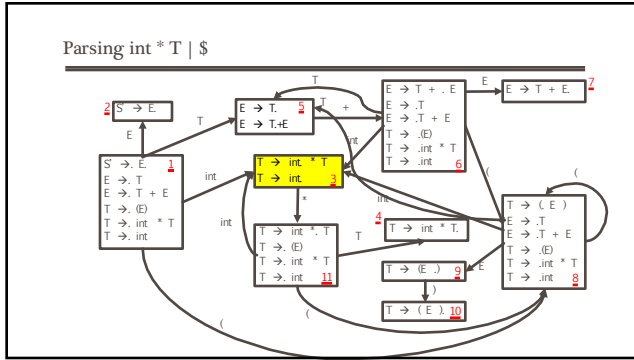 Parsing int * T | $
2
S' → E.
E
S' →. E.
1
E →. T
E →. T + E
T →. (E)
T →. int * T
T →. int
T
int
E → T.
5
E → T.+E
T
T
+
E → T + . E
E → .T
E → .T + E
T → .(E)
T → .int * T
T → .int
6
E
E → T + E.
7
T → int. * T
T → int.
3
*
int
int
T → int *. T
T →. (E)
T →. int * T
T →. int
11
T
4
T → int * T.
T → (E .)
9
E
)
T → ( E ).
10
(
(
T → (. E )
E → .T
E → .T + E
T → .(E)
T → .int * T
T → .int
8
(
(